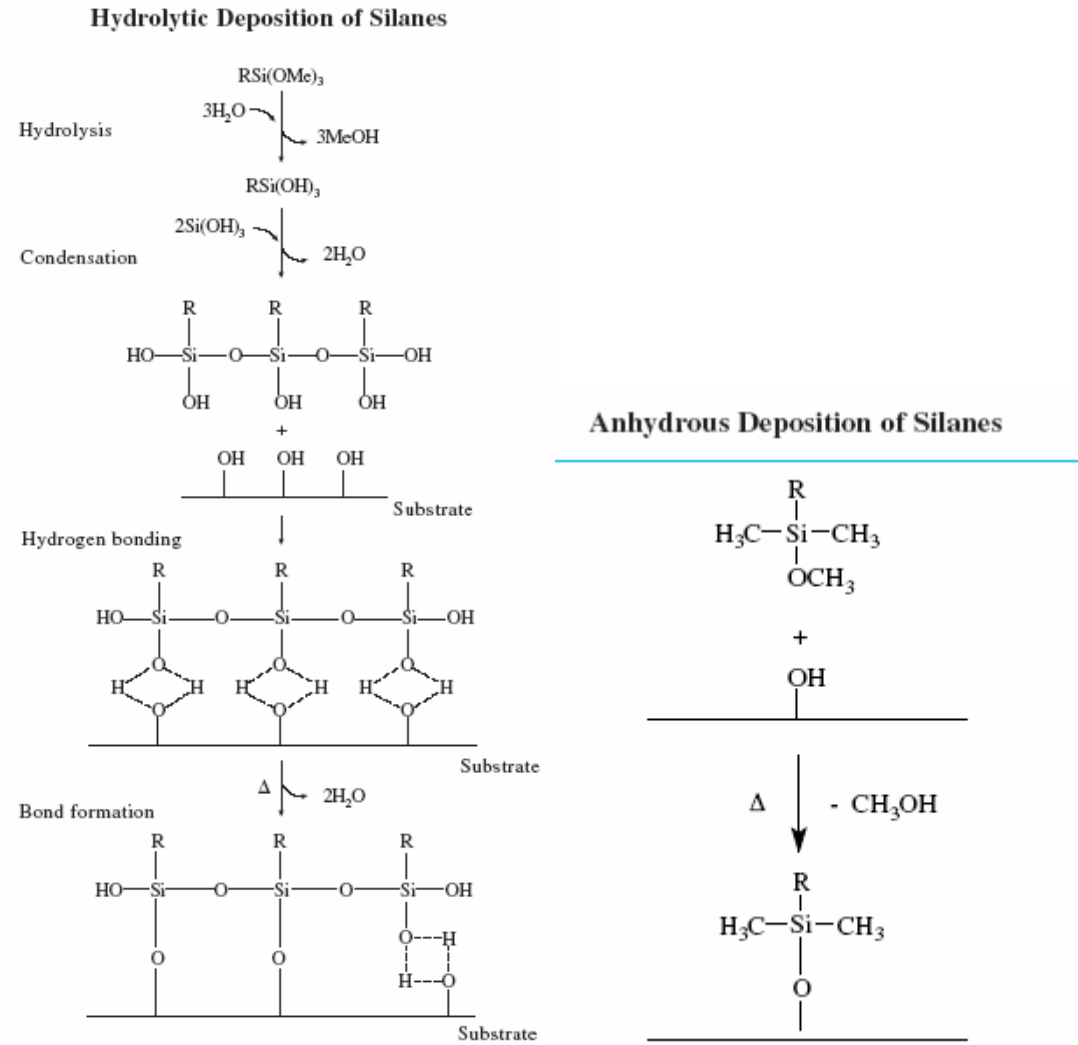 Hydrolytic Deposition of Silanes
RSi(OMe)₃
3H₂O
Hydrolysis
3MeOH
RSi(OH)₃
2Si(OH)₃
Condensation
2H₂O
R R R
HO—Si—O—Si—O—Si—OH
OH OH OH
+
OH OH OH
Substrate
Hydrogen bonding
R R R
HO—Si—O—Si—O—Si—OH
O O O
H H H H H H
O O O
Substrate
Δ
2H₂O
Bond formation
R R R
HO—Si—O—Si—O—Si—OH
O---H
O O
H---O
Substrate
Anhydrous Deposition of Silanes
R
H₃C—Si—CH₃
OCH₃
+
OH
Δ - CH₃OH
R
H₃C—Si—CH₃
O